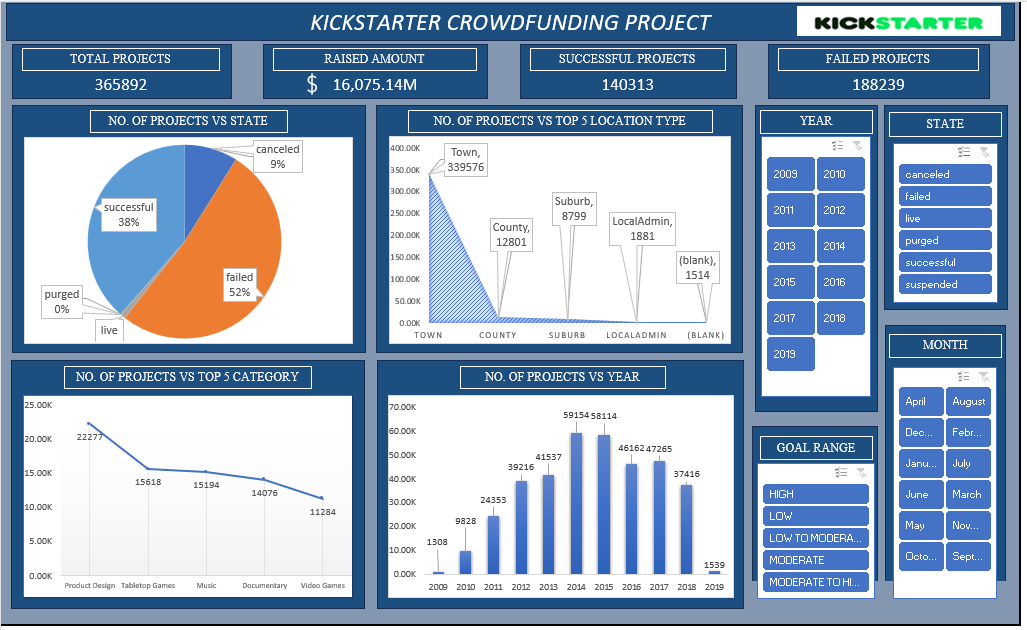 KICKSTARTER CROWDFUNDING PROJECT
KICKSTARTER
TOTAL PROJECTS
365892
RAISED AMOUNT
$ 16,075.14M
SUCCESSFUL PROJECTS
140313
FAILED PROJECTS
188239
NO. OF PROJECTS VS STATE
canceled
9%
successful
38%
failed
52%
purged
0%
live
NO. OF PROJECTS VS TOP 5 LOCATION TYPE
400.00K
350.00K
300.00K
250.00K
200.00K
150.00K
100.00K
50.00K
0.00K
Town,
339576
County,
12801
Suburb,
8799
LocalAdmin,
1881
(blank),
1514
TOWN COUNTY SUBURB LOCALADMIN (BLANK)
YEAR
2009 2010
2011 2012
2013 2014
2015 2016
2017 2018
2019
STATE
canceled
failed
live
purged
successful
suspended
NO. OF PROJECTS VS TOP 5 CATEGORY
25.00K
20.00K
15.00K
10.00K
5.00K
0.00K
22277
15618
15194
14076
11284
Product Design Tabletop Games Music Documentary Video Games
NO. OF PROJECTS VS YEAR
70.00K
60.00K
50.00K
40.00K
30.00K
20.00K
10.00K
0.00K
1308
9828
24353
39216
41537
59154
58114
46162
47265
37416
1539
2009 2010 2011 2012 2013 2014 2015 2016 2017 2018 2019
GOAL RANGE
HIGH
LOW
LOW TO MODERA...
MODERATE
MODERATE TO HI...
MONTH
April August
Dec... Febr...
Janu... July
June March
May Nov...
Octo... Sept...